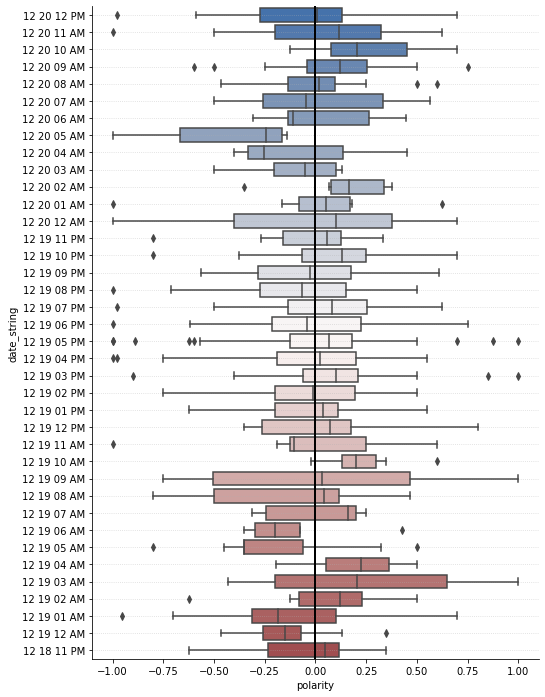 12 20 12 PM
12 20 11 AM
12 20 10 AM
12 20 09 AM
12 20 08 AM
12 20 07 AM
12 20 06 AM
12 20 05 AM
12 20 04 AM
12 20 03 AM
12 20 02 AM
12 20 01 AM
12 20 12 AM
12 19 11 PM
12 19 10 PM
12 19 09 PM
12 19 08 PM
12 19 07 PM
12 19 06 PM
12 19 05 PM
12 19 04 PM
12 19 03 PM
12 19 02 PM
12 19 01 PM
12 19 12 PM
12 19 11 AM
12 19 10 AM
12 19 09 AM
12 19 08 AM
12 19 07 AM
12 19 06 AM
12 19 05 AM
12 19 04 AM
12 19 03 AM
12 19 02 AM
12 19 01 AM
12 19 12 AM
12 18 11 PM
date_string
−1.00 −0.75 −0.50 −0.25 0.00 0.25 0.50 0.75 1.00
polarity